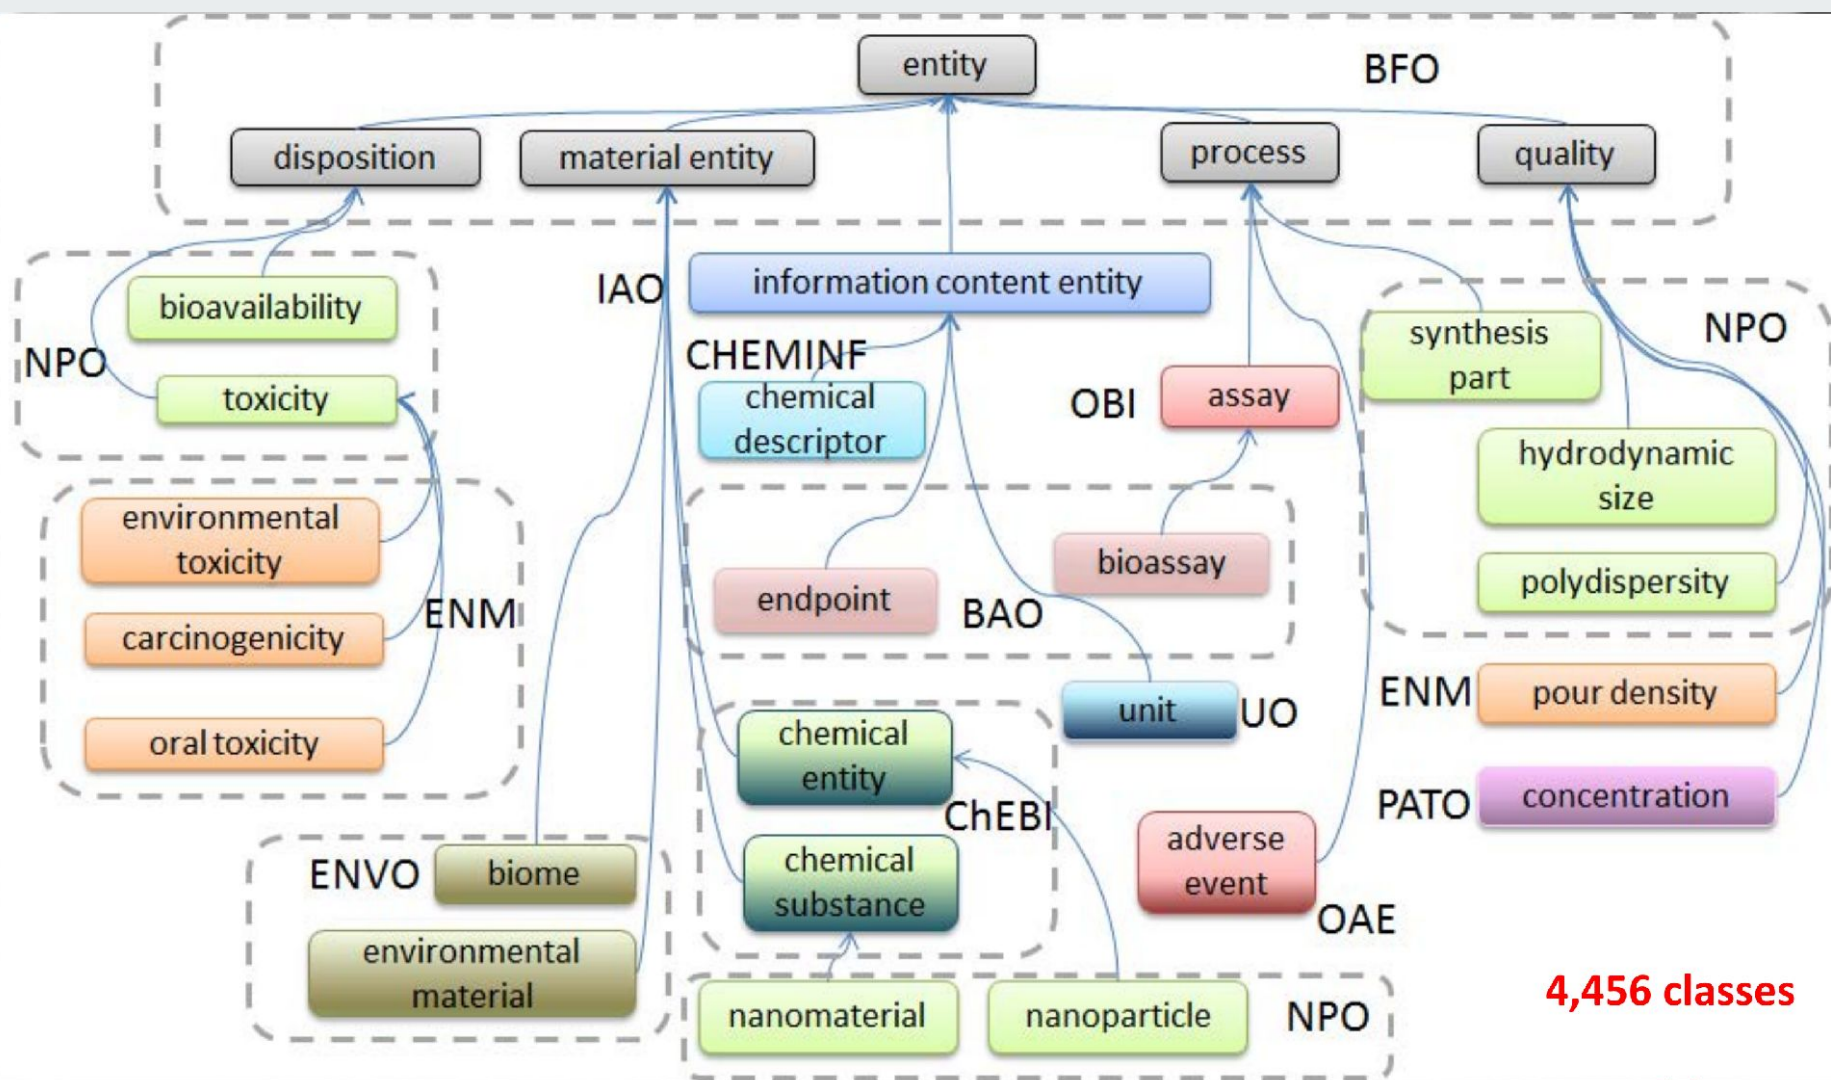 entity
BFO
disposition
material entity
process
quality
IAO
information content entity
bioavailability
NPO
toxicity
CHEMINF
chemical
descriptor
OBI
assay
synthesis
part
NPO
hydrodynamic
size
polydispersity
environmental
toxicity
carcinogenicity
ENM
oral toxicity
endpoint
BAO
bioassay
unit
UO
ENM
pour density
PATO
concentration
chemical
entity
ChEBI
chemical
substance
adverse
event
OAE
ENVO
biome
environmental
material
nanomaterial
nanoparticle
NPO
4,456 classes